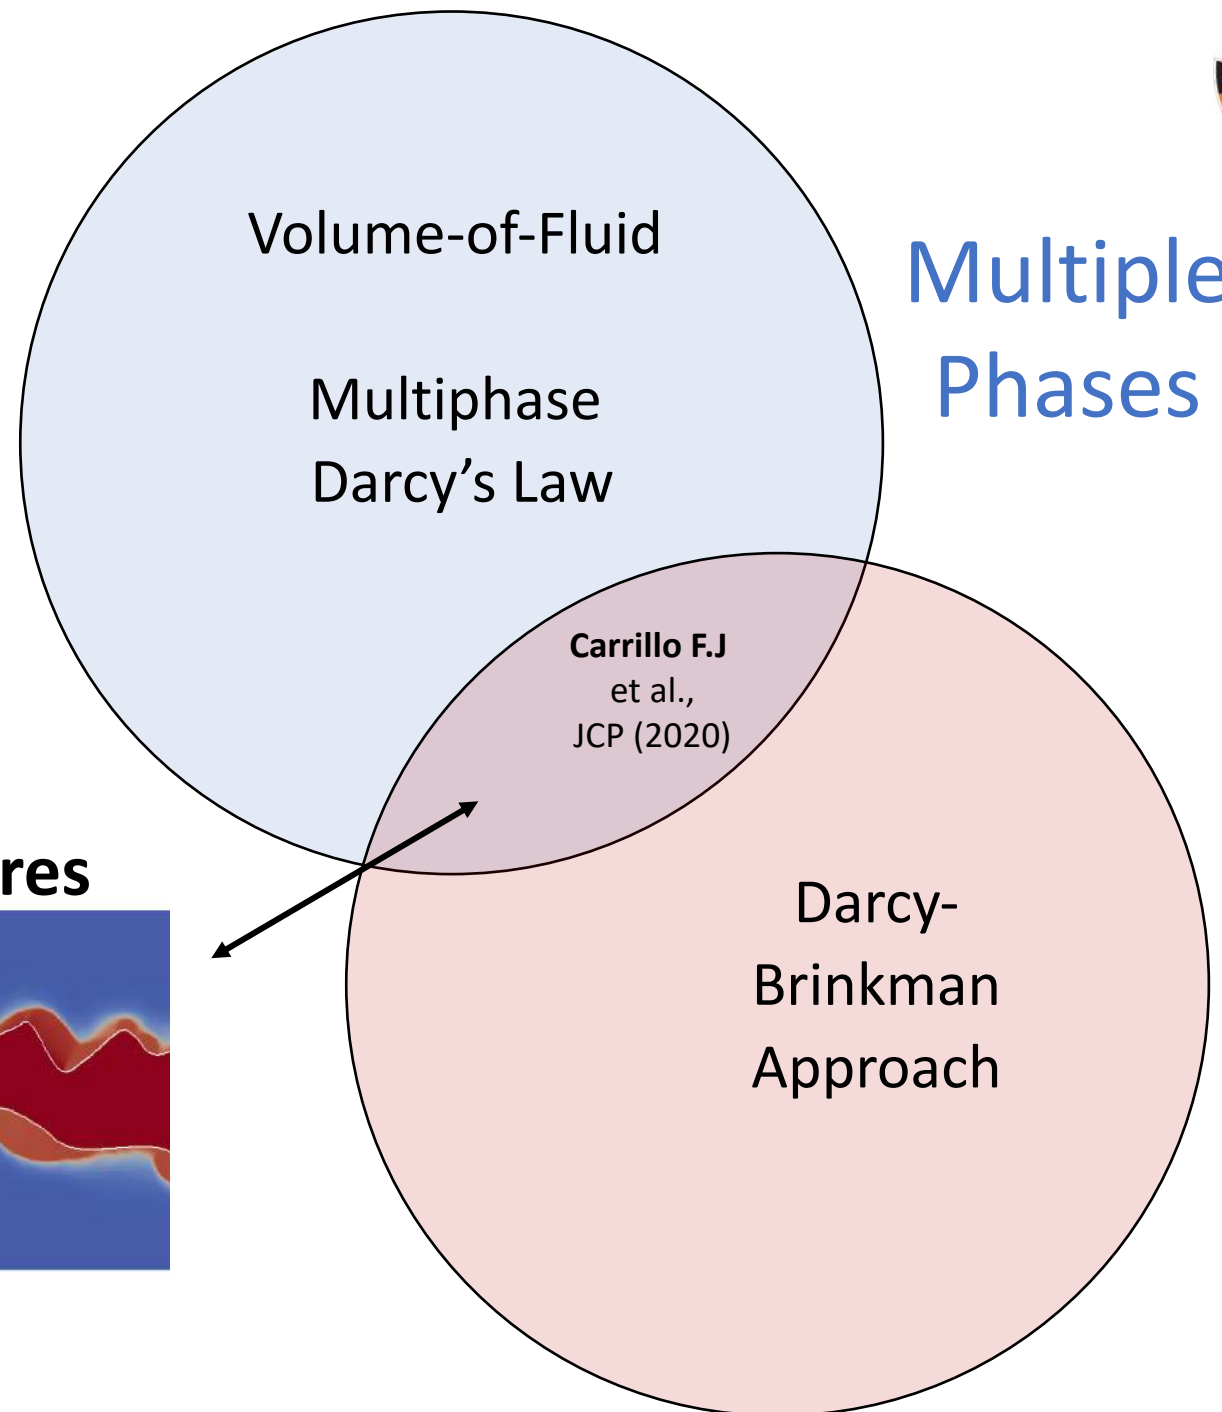 Volume-of-Fluid
Multiphase
Darcy's Law
Multiple
Phases
Carrillo F.J
et al.,
JCP (2020)
res
Darcy-
Brinkman
Approach